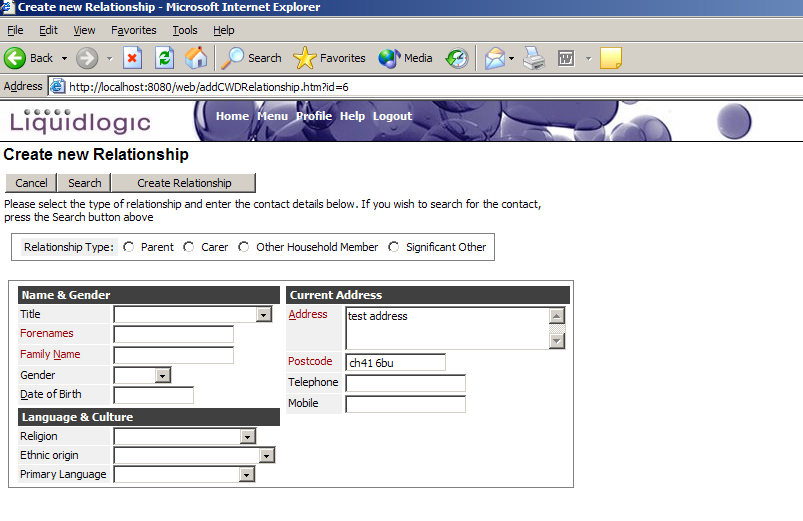 Create new Relationship - Microsoft Internet Explorer
File Edit View Favorites Tools Help
Back Search Favorites Media
Address http://localhost:8080/web/addCWDRelationship.htm?id=6
Liquidlogic Home Menu Profile Help Logout
Create new Relationship
Cancel Search Create Relationship
Please select the type of relationship and enter the contact details below. If you wish to search for the contact,
press the Search button above
Relationship Type: Parent Carer Other Household Member Significant Other
Name & Gender
Title
Forenames
Family Name
Gender
Date of Birth
Language & Culture
Religion
Ethnic origin
Primary Language
Current Address
Address test address
Postcode ch41 6bu
Telephone
Mobile